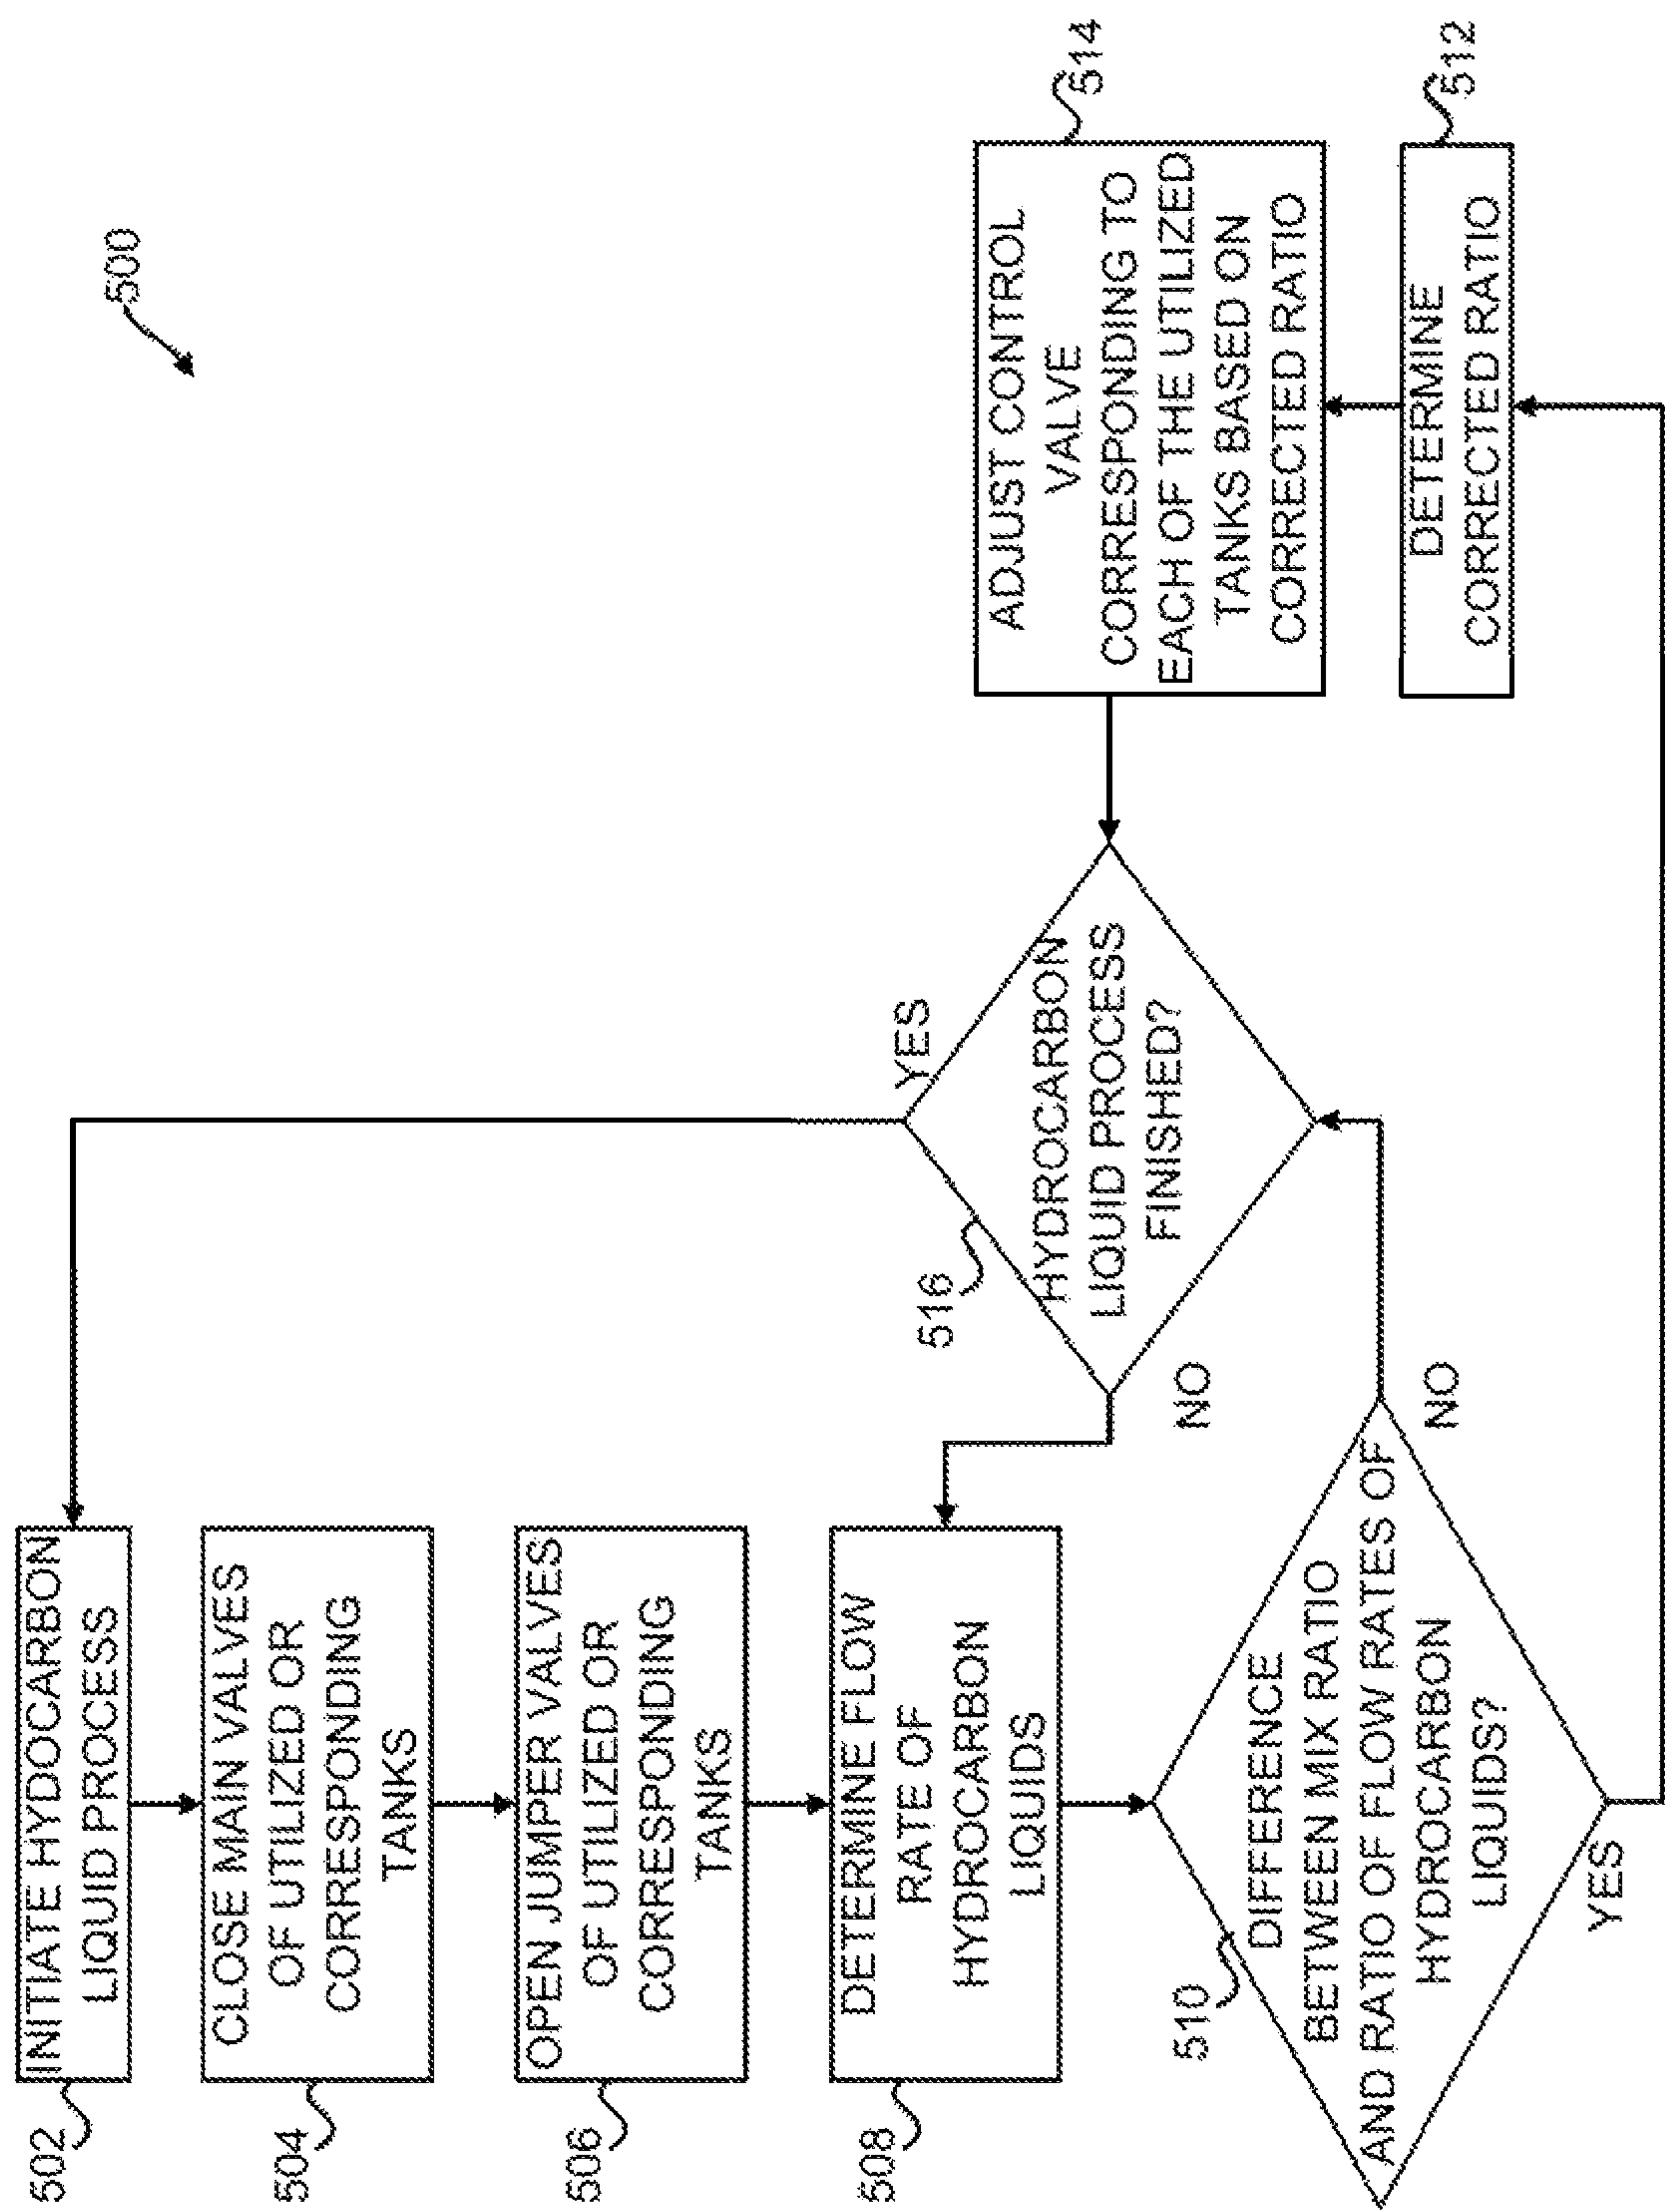 500
502
INITIATE HYDOCARBON
LIQUID PROCESS
504
CLOSE MAIN VALVES
OF UTILIZED OR
CORRESPONDING
TANKS
506
OPEN JUMPER VALVES
OF UTILIZED OR
CORRESPONDING
TANKS
508
DETERMINE FLOW
RATE OF
HYDROCARBON
LIQUIDS
510
DIFFERENCE
BETWEEN MIX RATIO
AND RATIO OF FLOW RATES OF
HYDROCARBON
LIQUIDS?
YES
NO
516
HYDROCARBON
LIQUID PROCESS
FINISHED?
YES
NO
514
ADJUST CONTROL
VALVE
CORRESPONDING TO
EACH OF THE UTILIZED
TANKS BASED ON
CORRECTED RATIO
512
DETERMINE
CORRECTED RATIO